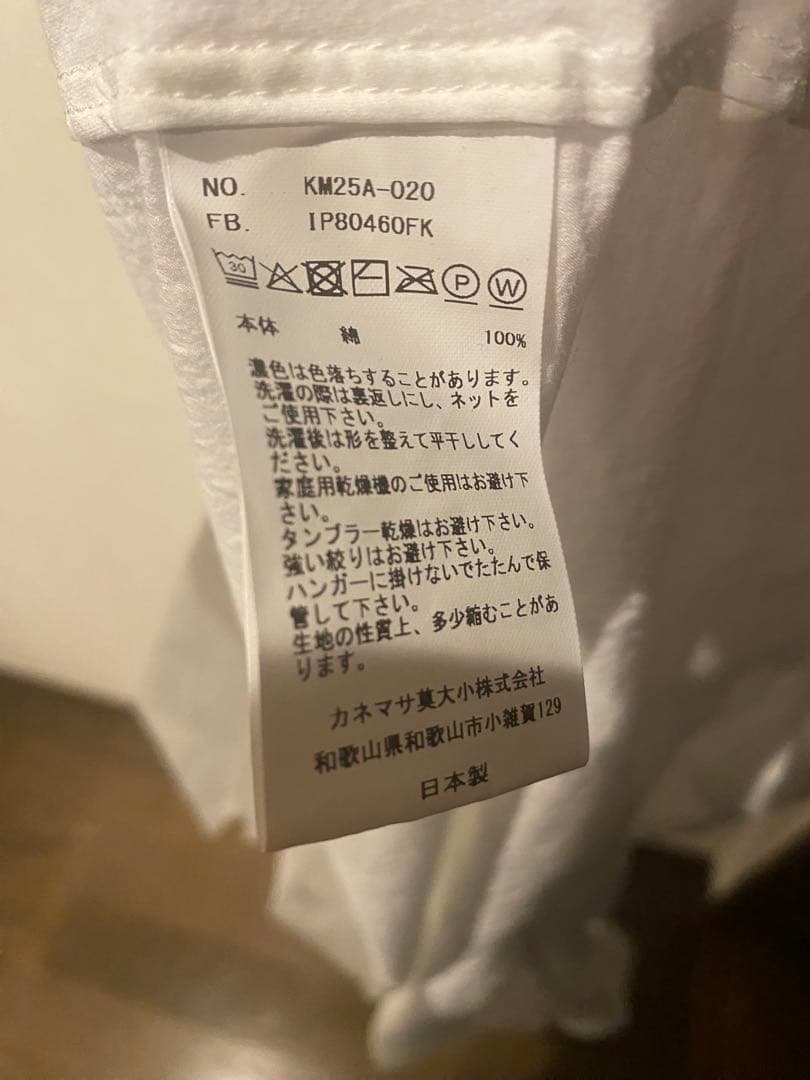 NO. KM25A-020
FB. IP80460FK
30 P W
本体 綿 100%
濃色は色落ちすることがあります。
洗濯の際は裏返しにし、ネットを
ご使用下さい。
洗濯後は形を整えて平干ししてく
ださい。
家庭用乾燥機のご使用はお避け下
さい。
タンブラー乾燥はお避け下さい。
強い絞りはお避け下さい。
ハンガーに掛けないでたたんで保
管して下さい。
生地の性質上、多少縮むことがあ
ります。
カネマサ莫大小株式会社
和歌山県和歌山市小雑賀129
日本製